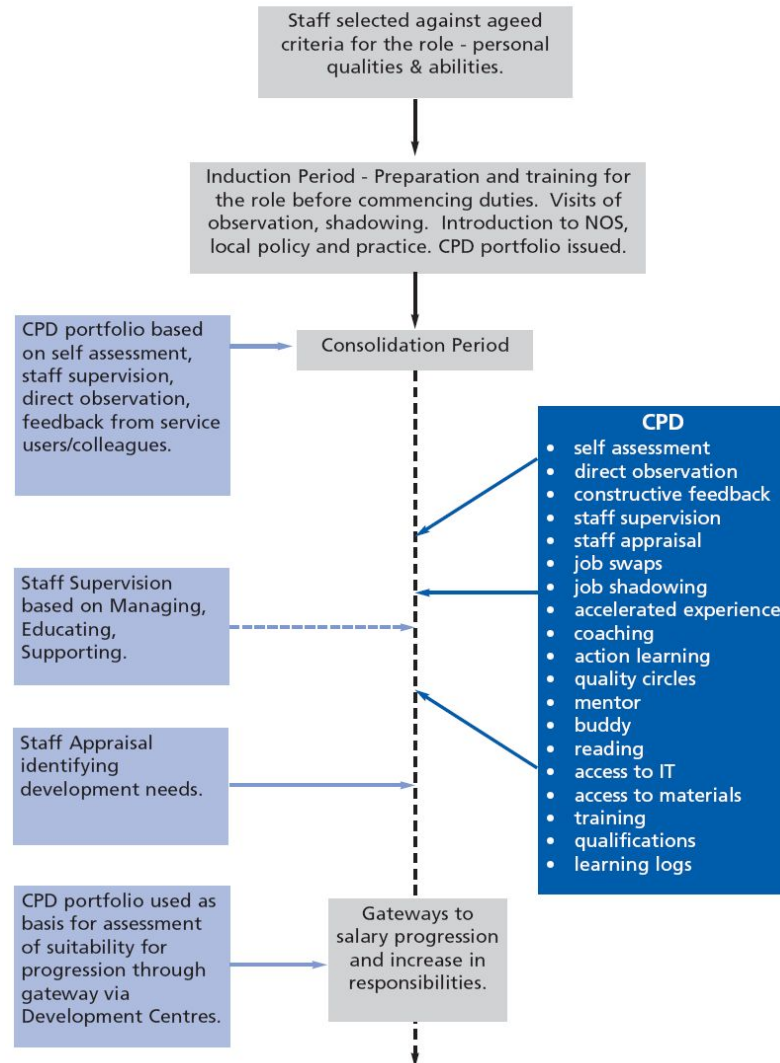 Staff selected against ageed
criteria for the role - personal
qualities & abilities.
Induction Period - Preparation and training for
the role before commencing duties. Visits of
observation, shadowing. Introduction to NOS,
local policy and practice. CPD portfolio issued.
CPD portfolio based
on self assessment,
staff supervision,
direct observation,
feedback from service
users/colleagues.
Consolidation Period
CPD
• self assessment
• direct observation
• constructive feedback
• staff supervision
• staff appraisal
• job swaps
• job shadowing
• accelerated experience
• coaching
• action learning
• quality circles
• mentor
• buddy
• reading
• access to IT
• access to materials
• training
• qualifications
• learning logs
Staff Supervision
based on Managing,
Educating,
Supporting.
Staff Appraisal
identifying
development needs.
CPD portfolio used as
basis for assessment
of suitability for
progression through
gateway via
Development Centres.
Gateways to
salary progression
and increase in
responsibilities.